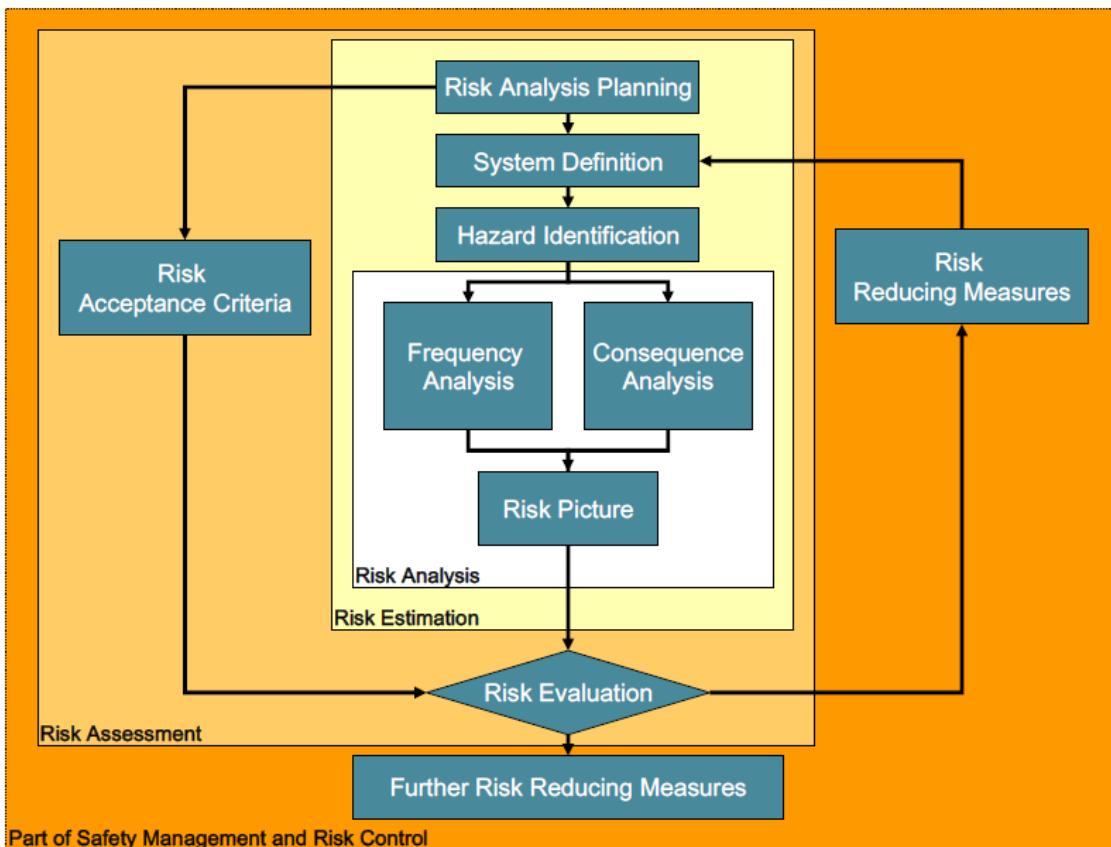 Risk Analysis Planning
System Definition
Hazard Identification
Risk
Acceptance Criteria
Risk
Reducing Measures
Frequency
Analysis
Consequence
Analysis
Risk Picture
Risk Analysis
Risk Estimation
Risk Evaluation
Risk Assessment
Further Risk Reducing Measures
Part of Safety Management and Risk Control